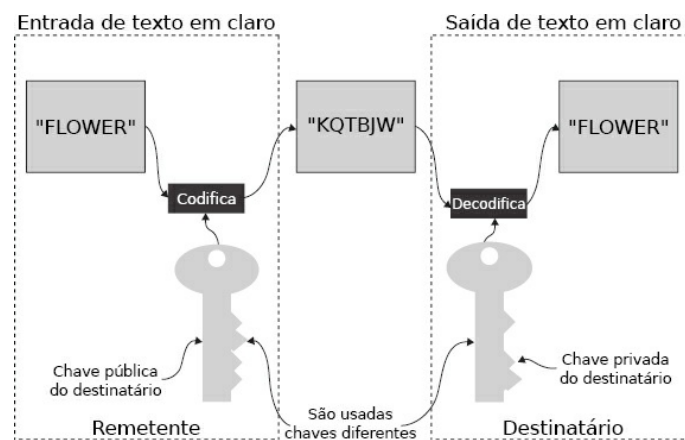 Entrada de texto em claro
Saída de texto em claro
"FLOWER"
"KQTBJW"
"FLOWER"
Codifica
Decodifica
Chave pública
do destinatário
Chave privada
do destinatário
São usadas
chaves diferentes
Remetente
Destinatário